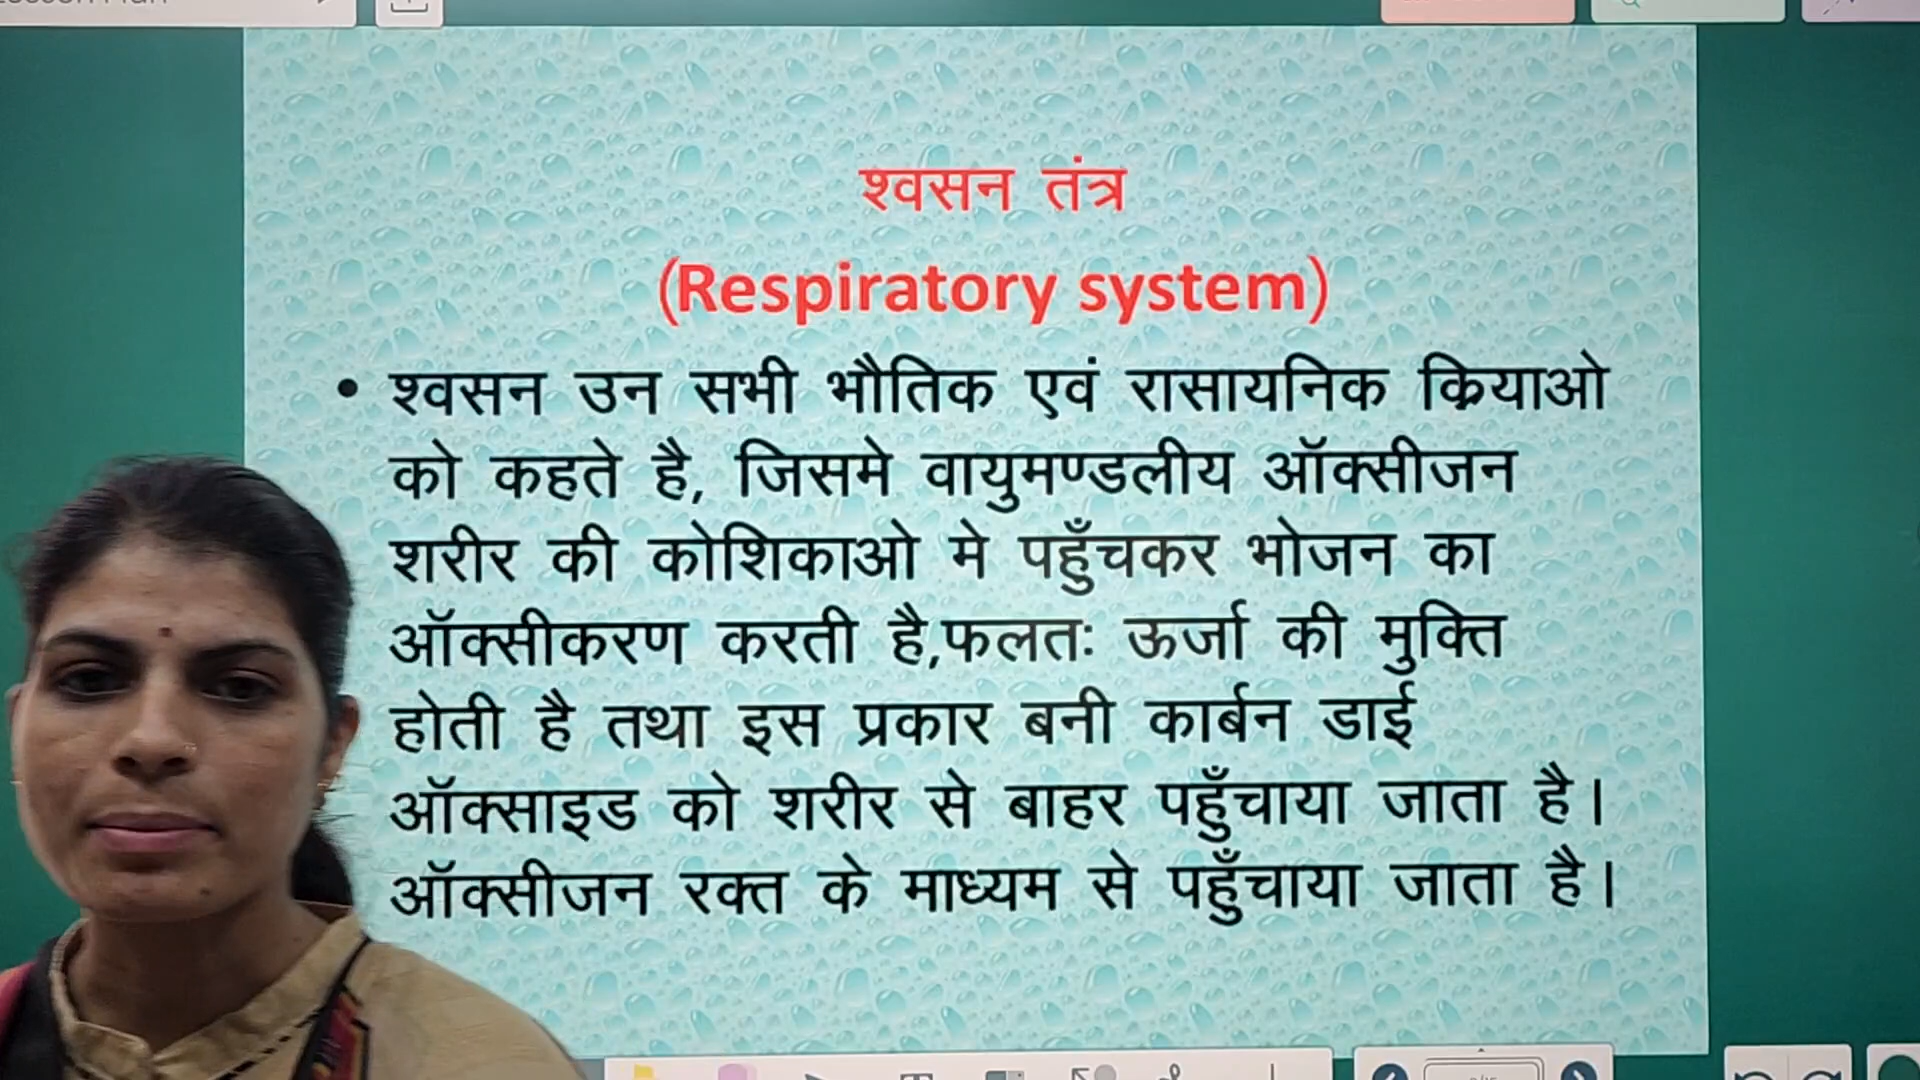 श्वसन तंत्र
(Respiratory system)
• श्वसन उन सभी भौतिक एवं रासायनिक क्रियाओ
को कहते है, जिसमे वायुमण्डलीय ऑक्सीजन
शरीर की कोशिकाओ मे पहुँचकर भोजन का
ऑक्सीकरण करती है,फलतः ऊर्जा की मुक्ति
होती है तथा इस प्रकार बनी कार्बन डाई
ऑक्साइड को शरीर से बाहर पहुँचाया जाता है।
ऑक्सीजन रक्त के माध्यम से पहुँचाया जाता है।